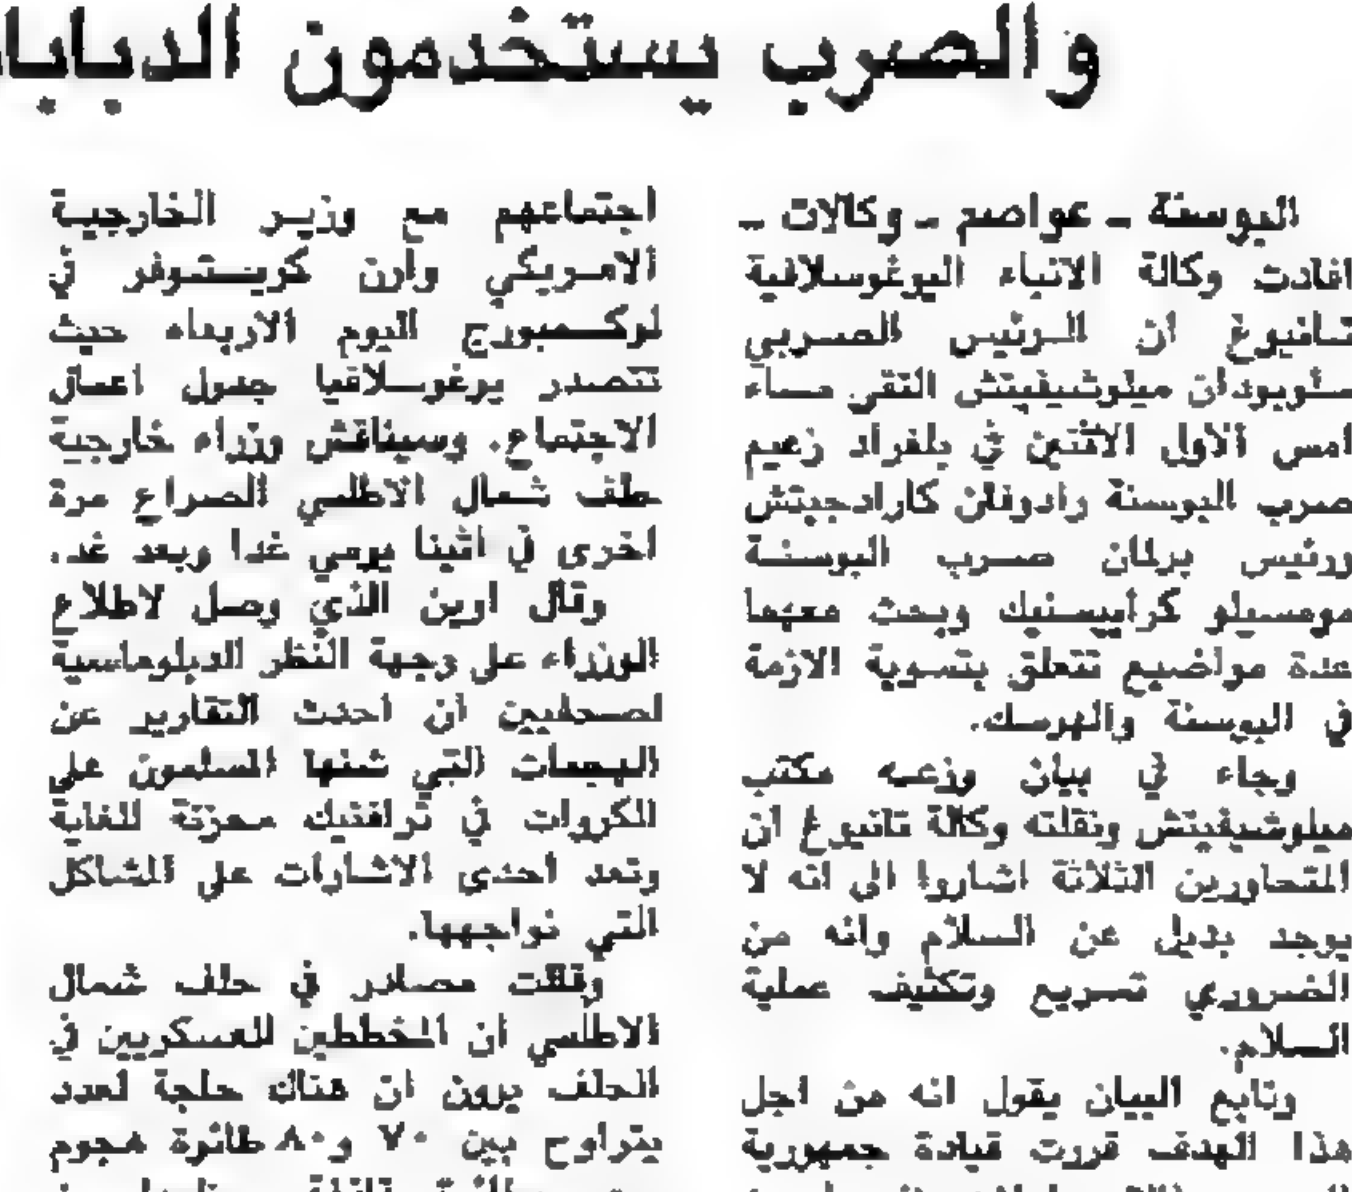 والصرب يستخدمون الدبابا
البوسنة ـ عواصم ـ وكالات ـ
افادت وكالة الانباء اليوغوسلافية
تانيوغ ان الرئيس الصربي
سلوبودان ميلوشيفيتش التقى مساء
امس الاول الاثنين في بلغراد زعيم
صرب البوسنة رادوفان كارادجيتش
ورئيس برلمان صرب البوسنة
مومسيلو كراييسنيك وبحث معهما
عدة مواضيع تتعلق بتسوية الازمة
في البوسنة والهرسك.
وجاء في بيان وزعه مكتب
ميلوشيفيتش ونقلته وكالة تانيوغ ان
المتحاورين الثلاثة اشاروا الى انه لا
يوجد بديل عن السلام وانه من
الضروري تسريع وتكثيف عملية
السلام.
وتابع البيان يقول انه من اجل
هذا الهدف قررت قيادة جمهورية
اجتماعهم مع وزير الخارجية
الامريكي وارن كريستوفر في
لوكسمبورج اليوم الاربعاء حيث
تتصدر يوغوسلافيا جدول اعمال
الاجتماع. وسيناقش وزراء خارجية
حلف شمال الاطلسي الصراع مرة
اخرى في اثينا يومي غدا وبعد غد.
وقال اوين الذي وصل لاطلاع
الوزراء على وجهة النظر الدبلوماسية
لصحفيين ان احدث التقارير عن
الهجمات التي شنها المسلمون على
الكروات في ترافنيك محزنة للغاية
وتعد احدى الاشارات على المشاكل
التي نواجهها.
وقالت مصادر في حلف شمال
الاطلسي ان المخططين العسكريين في
الحلف يرون ان هناك حاجة لعدد
يتراوح بين ٧٠ و٨٠ طائرة هجوم